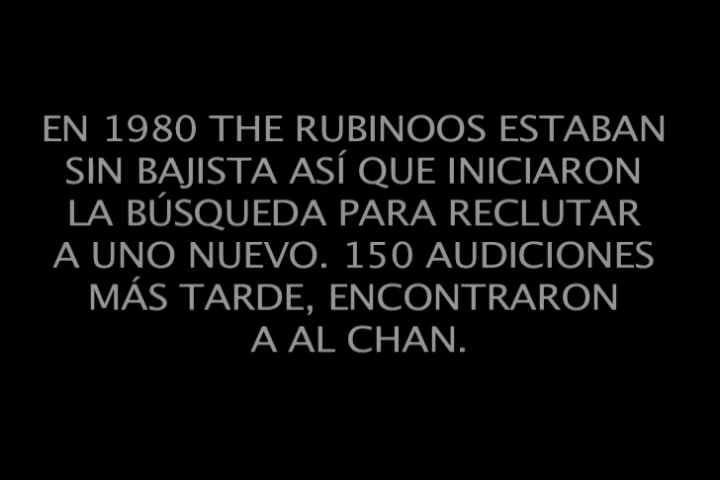 EN 1980 THE RUBINOOS ESTABAN
SIN BAJISTA ASÍ QUE INICIARON
LA BÚSQUEDA PARA RECLUTAR
A UNO NUEVO. 150 AUDICIONES
MÁS TARDE, ENCONTRARON
A AL CHAN.